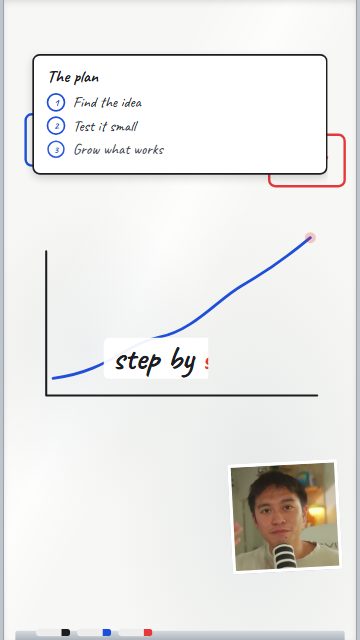 The plan
1 Find the idea
2 Test it small
3 Grow what works
step by